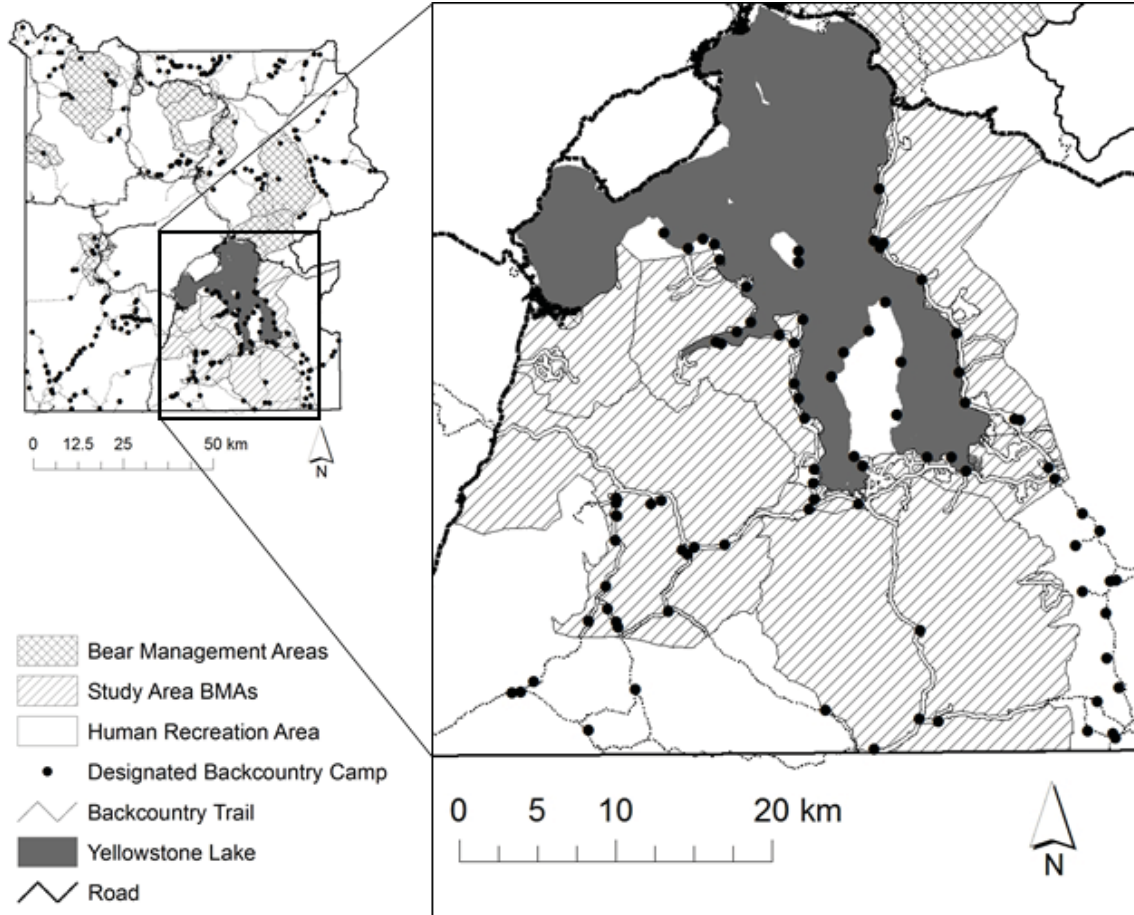 0 12.5 25 50 km
N
Bear Management Areas
Study Area BMAs
Human Recreation Area
Designated Backcountry Camp
Backcountry Trail
Yellowstone Lake
Road
0 5 10 20 km
N